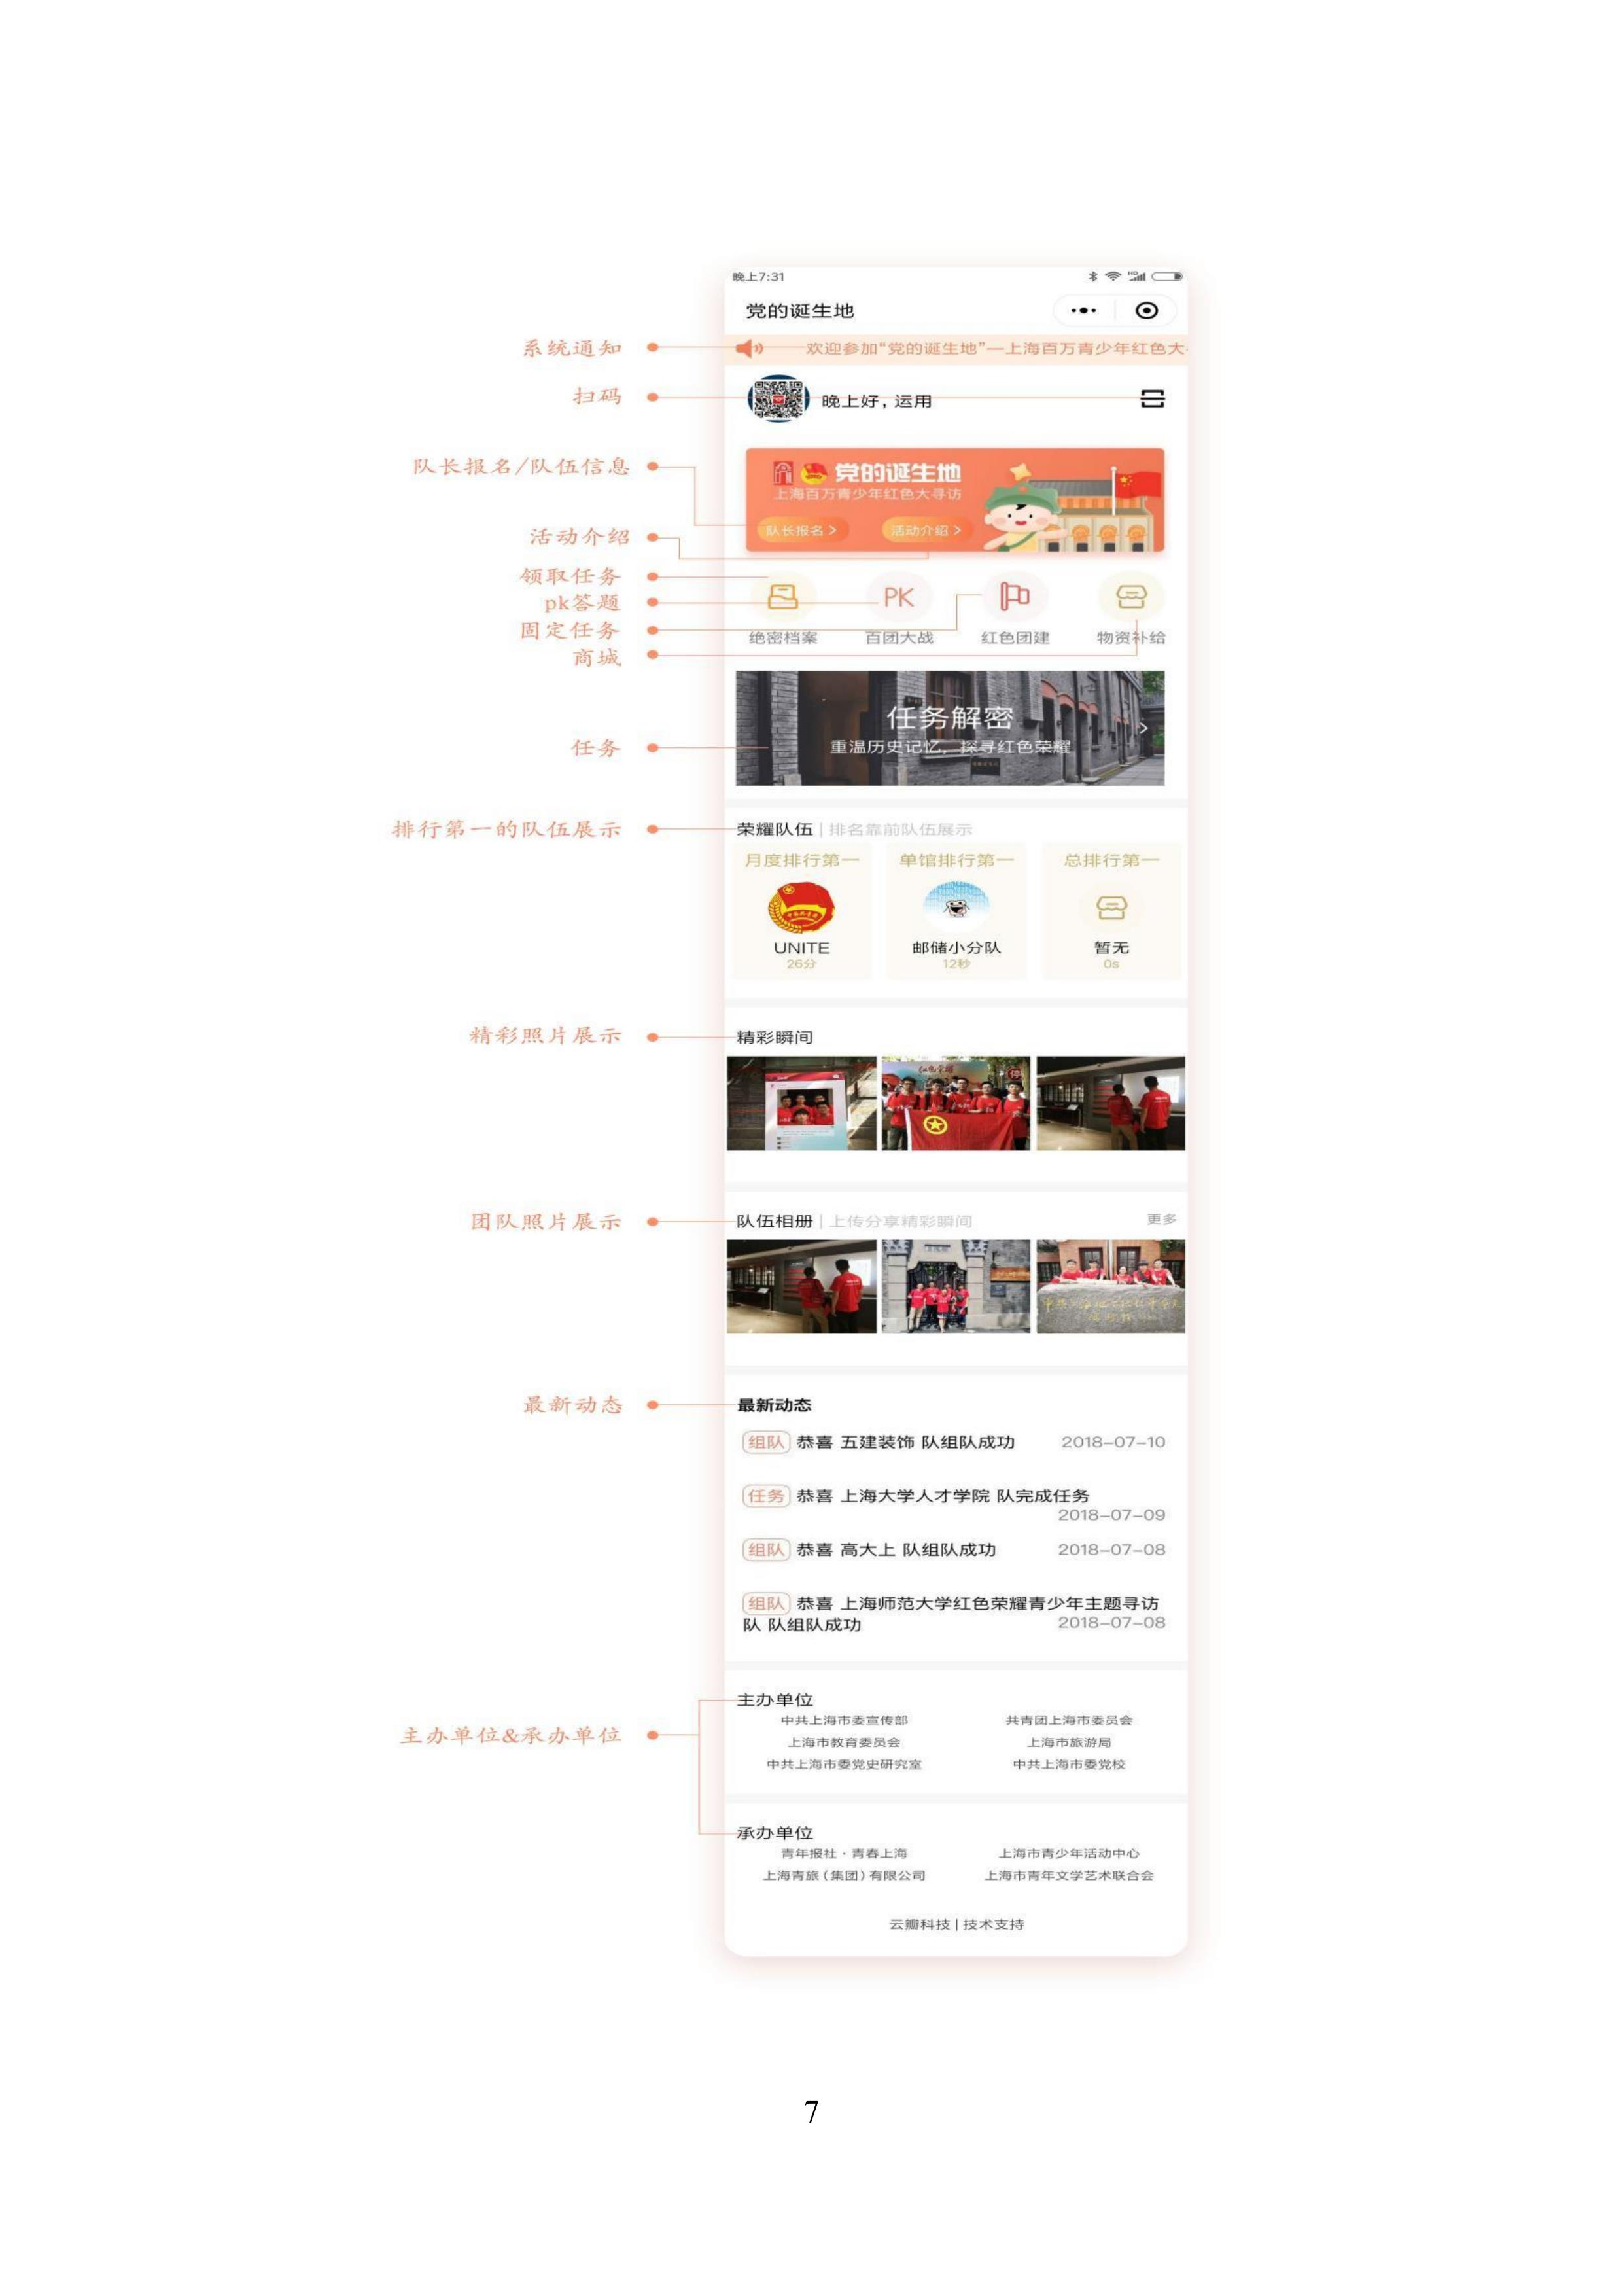 晚上7:31
党的诞生地
系统通知
欢迎参加“党的诞生地”—上海百万青少年红色大
扫码
晚上好，运用
队长报名/队伍信息
党的诞生地
上海百万青少年红色大寻访
队长报名 >
活动介绍 >
活动介绍
领取任务
pk答题
固定任务
商城
PK
绝密档案
百团大战
红色团建
物资补给
任务
任务解密
重温历史记忆，探寻红色荣耀
排行第一的队伍展示
荣耀队伍 | 排名靠前队伍展示
月度排行第一
单馆排行第一
总排行第一
UNITE
邮储小分队
暂无
26分
12秒
0s
精彩照片展示
精彩瞬间
团队照片展示
队伍相册 | 上传分享精彩瞬间
更多
最新动态
最新动态
组队 恭喜 五建装饰 队组队成功 2018-07-10
任务 恭喜 上海大学人才学院 队完成任务
2018-07-09
组队 恭喜 高大上 队组队成功 2018-07-08
组队 恭喜 上海师范大学红色荣耀青少年主题寻访
队 队组队成功 2018-07-08
主办单位&承办单位
主办单位
中共上海市委宣传部 共青团上海市委员会
上海市教育委员会 上海市旅游局
中共上海市委党史研究室 中共上海市委党校
承办单位
青年报社·青春上海 上海市青少年活动中心
上海青旅（集团）有限公司 上海市青年文学艺术联合会
云瓣科技 | 技术支持
7